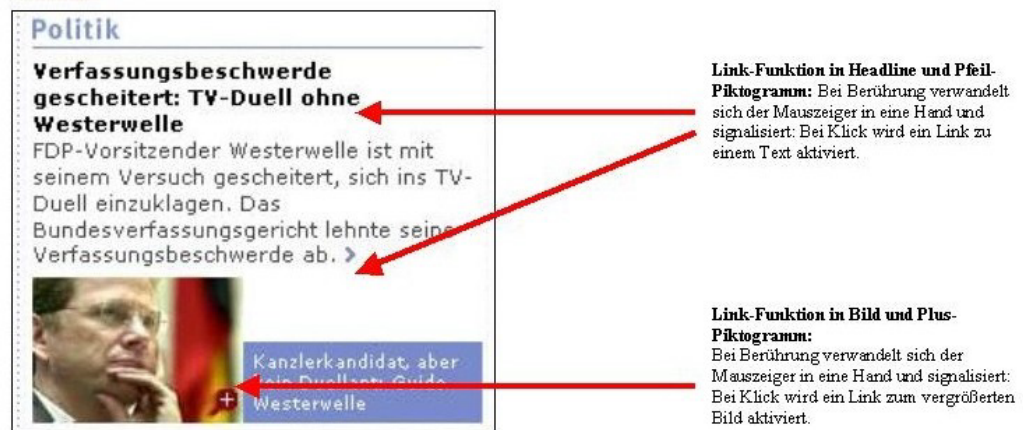 Politik
Verfassungsbeschwerde
gescheitert: TV-Duell ohne
Westerwelle
FDP-Vorsitzender Westerwelle ist mit
seinem Versuch gescheitert, sich ins TV-
Duell einzuklagen. Das
Bundesverfassungsgericht lehnte seine
Verfassungsbeschwerde ab. >
Kanzlerkandidat, aber
kein Duellant: Guido
Westerwelle
Link-Funktion in Headline und Pfeil-
Piktogramm: Bei Berührung verwandelt
sich der Mauszeiger in eine Hand und
signalisiert: Bei Klick wird ein Link zu
einem Text aktiviert.
Link-Funktion in Bild und Plus-
Piktogramm:
Bei Berührung verwandelt sich der
Mauszeiger in eine Hand und signalisiert:
Bei Klick wird ein Link zum vergrößerten
Bild aktiviert.